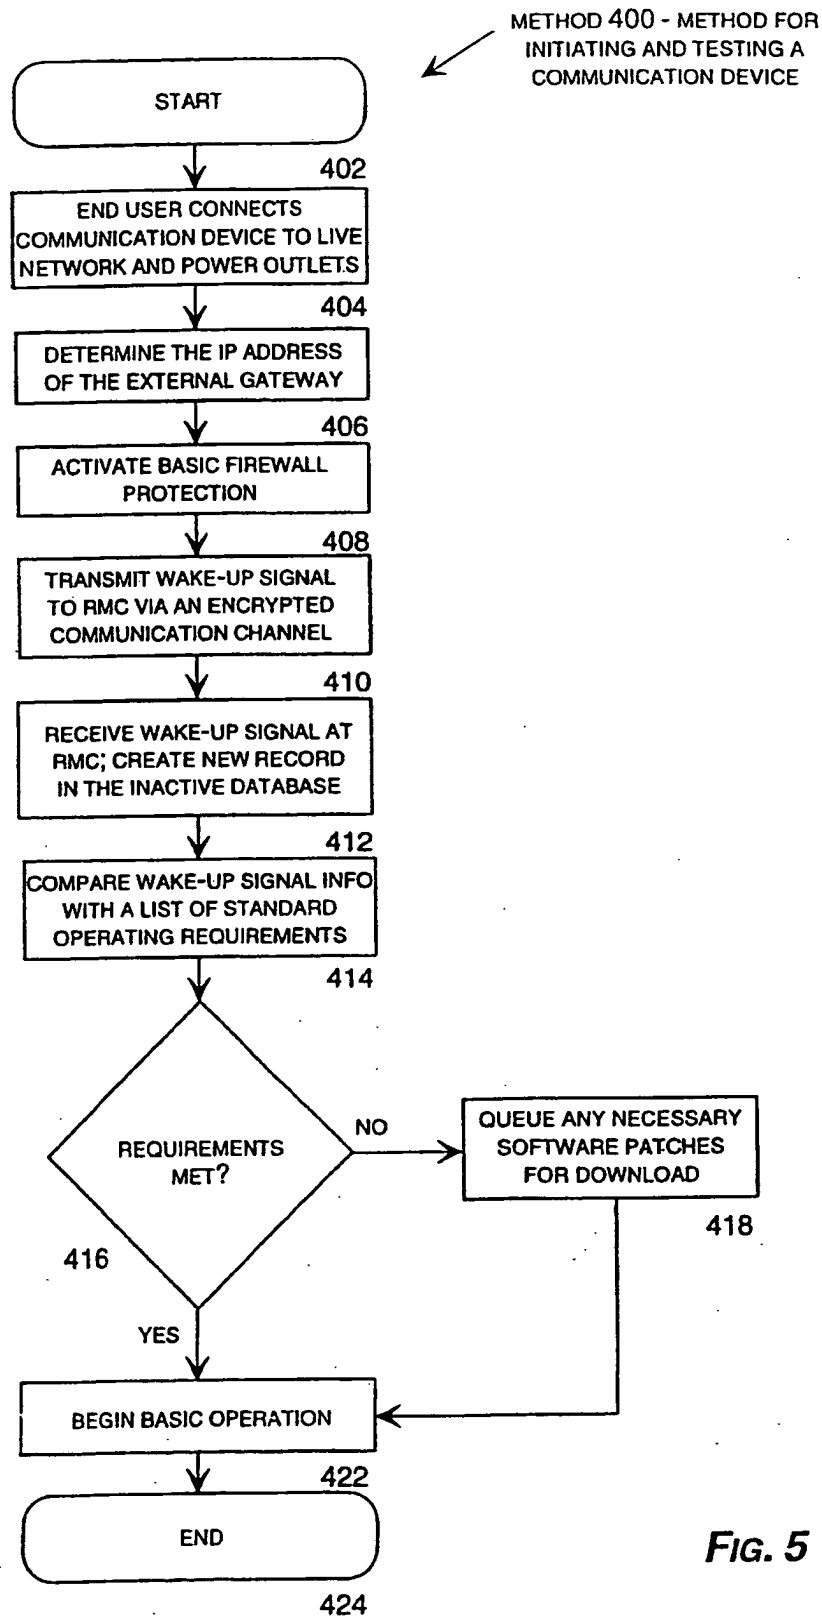 METHOD 400 - METHOD FOR
INITIATING AND TESTING A
COMMUNICATION DEVICE
START
402
END USER CONNECTS
COMMUNICATION DEVICE TO LIVE
NETWORK AND POWER OUTLETS
404
DETERMINE THE IP ADDRESS
OF THE EXTERNAL GATEWAY
406
ACTIVATE BASIC FIREWALL
PROTECTION
408
TRANSMIT WAKE-UP SIGNAL
TO RMC VIA AN ENCRYPTED
COMMUNICATION CHANNEL
410
RECEIVE WAKE-UP SIGNAL AT
RMC; CREATE NEW RECORD
IN THE INACTIVE DATABASE
412
COMPARE WAKE-UP SIGNAL INFO
WITH A LIST OF STANDARD
OPERATING REQUIREMENTS
414
REQUIREMENTS
MET?
416
NO
QUEUE ANY NECESSARY
SOFTWARE PATCHES
FOR DOWNLOAD
418
YES
BEGIN BASIC OPERATION
422
END
424
FIG. 5